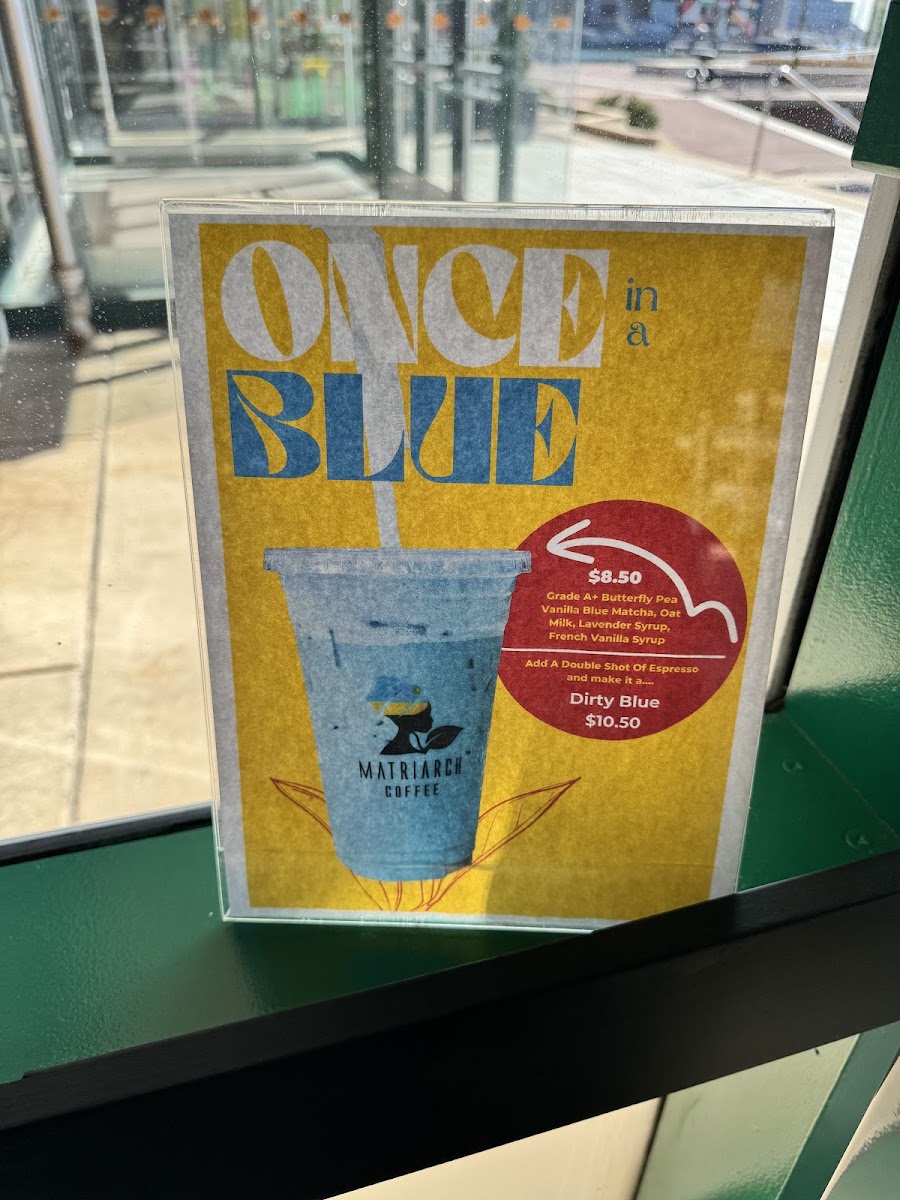 ONCE in a
BLUE
$8.50
Grade A+ Butterfly Pea
Vanilla Blue Matcha, Oat
Milk, Lavender Syrup,
French Vanilla Syrup
Add A Double Shot Of Espresso
and make it a....
Dirty Blue
$10.50
MATRIARCH™
COFFEE